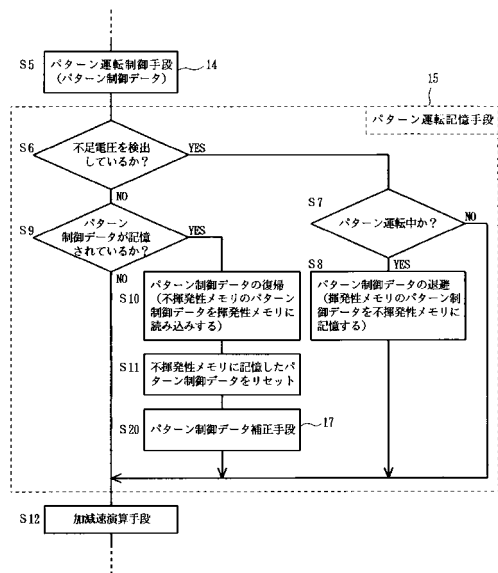 S5
パターン運転制御手段
(パターン制御データ)
14
15
パターン運転記憶手段
S6
不足電圧を検出
しているか?
YES
NO
S7
パターン運転中か?
NO
YES
S9
パターン
制御データが記憶
されているか?
YES
NO
S8
パターン制御データの退避
(揮発性メモリのパターン制
御データを不揮発性メモリに
記憶する)
S10
パターン制御データの復帰
(不揮発性メモリのパターン
制御データを揮発性メモリに
読み込みする)
S11
不揮発性メモリに記憶したパ
ターン制御データをリセット
S20
パターン制御データ補正手段
17
S12
加減速演算手段